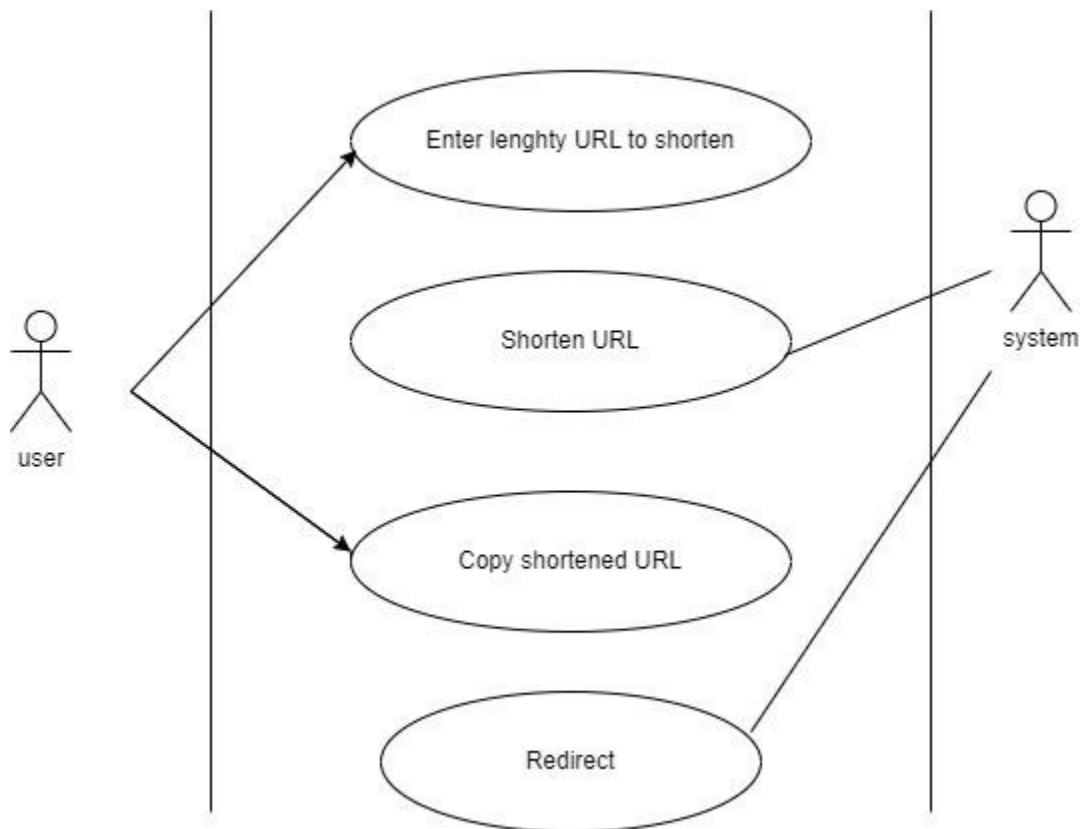 Enter lenghty URL to shorten
Shorten URL
system
user
Copy shortened URL
Redirect